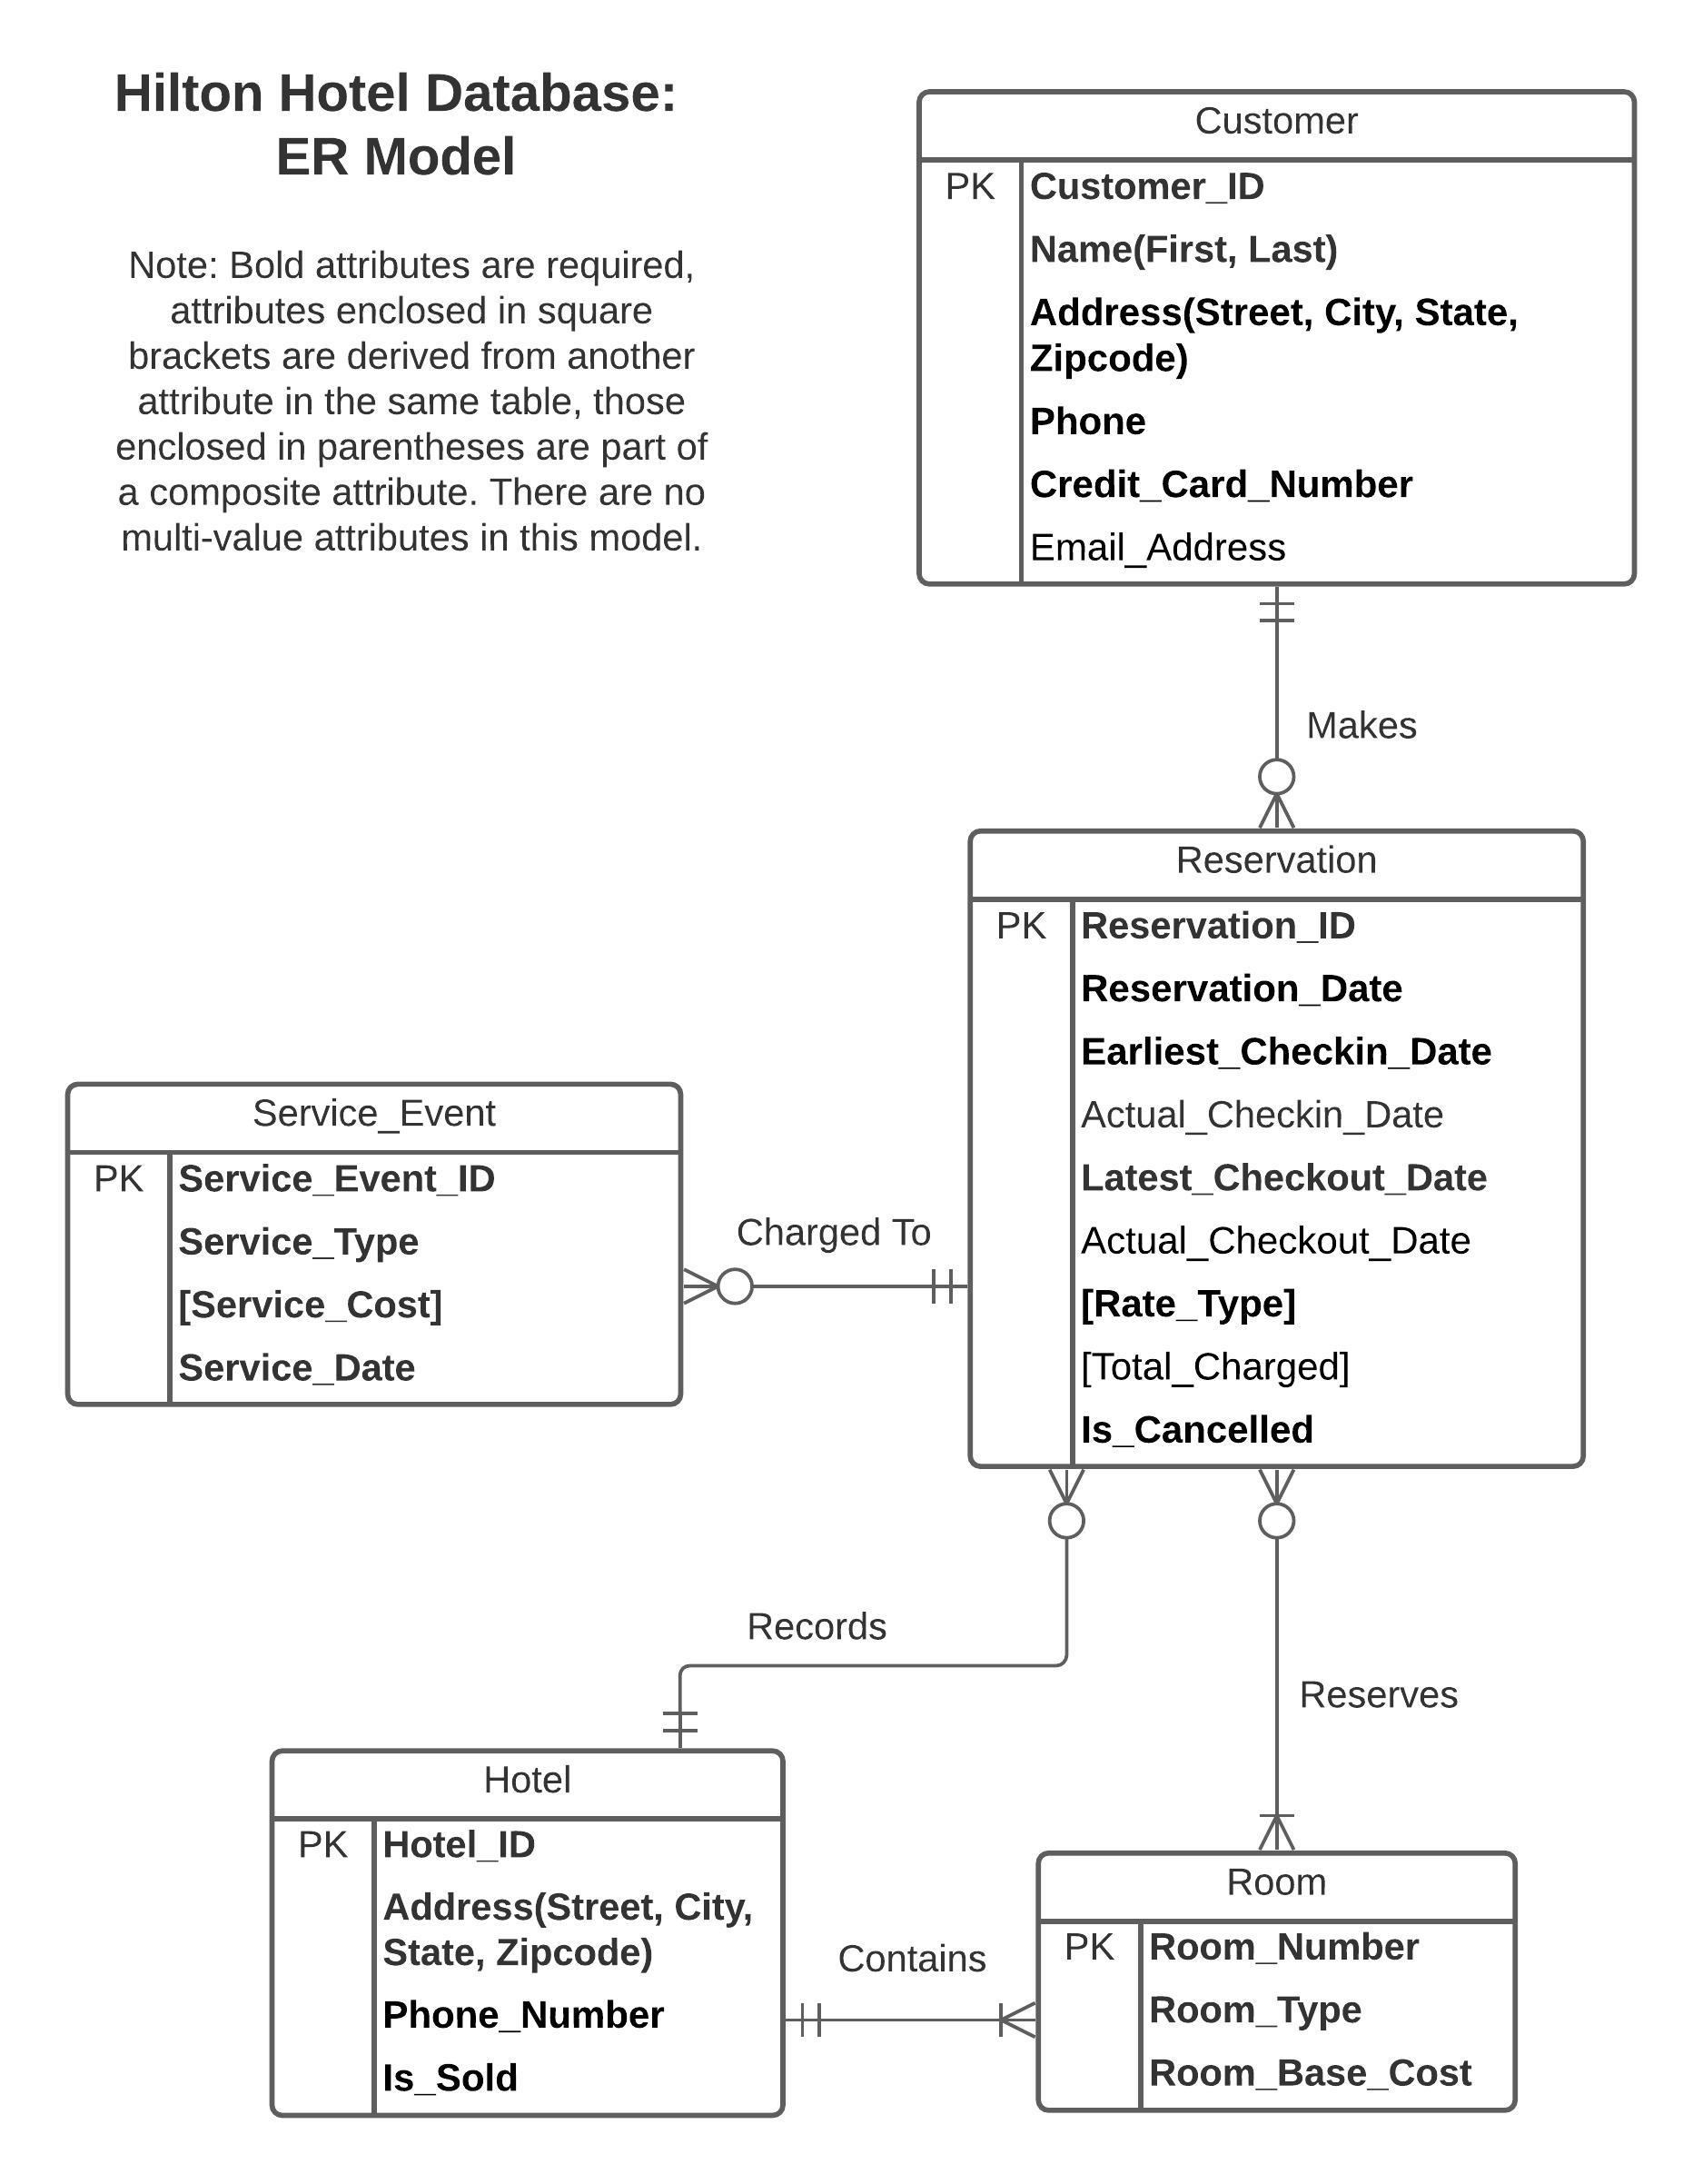 Hilton Hotel Database:
ER Model
Note: Bold attributes are required,
attributes enclosed in square
brackets are derived from another
attribute in the same table, those
enclosed in parentheses are part of
a composite attribute. There are no
multi-value attributes in this model.
Customer
PK Customer_ID
Name(First, Last)
Address(Street, City, State,
Zipcode)
Phone
Credit_Card_Number
Email_Address
Makes
Reservation
PK Reservation_ID
Reservation_Date
Earliest_Checkin_Date
Actual_Checkin_Date
Latest_Checkout_Date
Actual_Checkout_Date
[Rate_Type]
[Total_Charged]
Is_Cancelled
Service_Event
PK Service_Event_ID
Service_Type
[Service_Cost]
Service_Date
Charged To
Records
Reserves
Hotel
PK Hotel_ID
Address(Street, City,
State, Zipcode)
Phone_Number
Is_Sold
Contains
Room
PK Room_Number
Room_Type
Room_Base_Cost